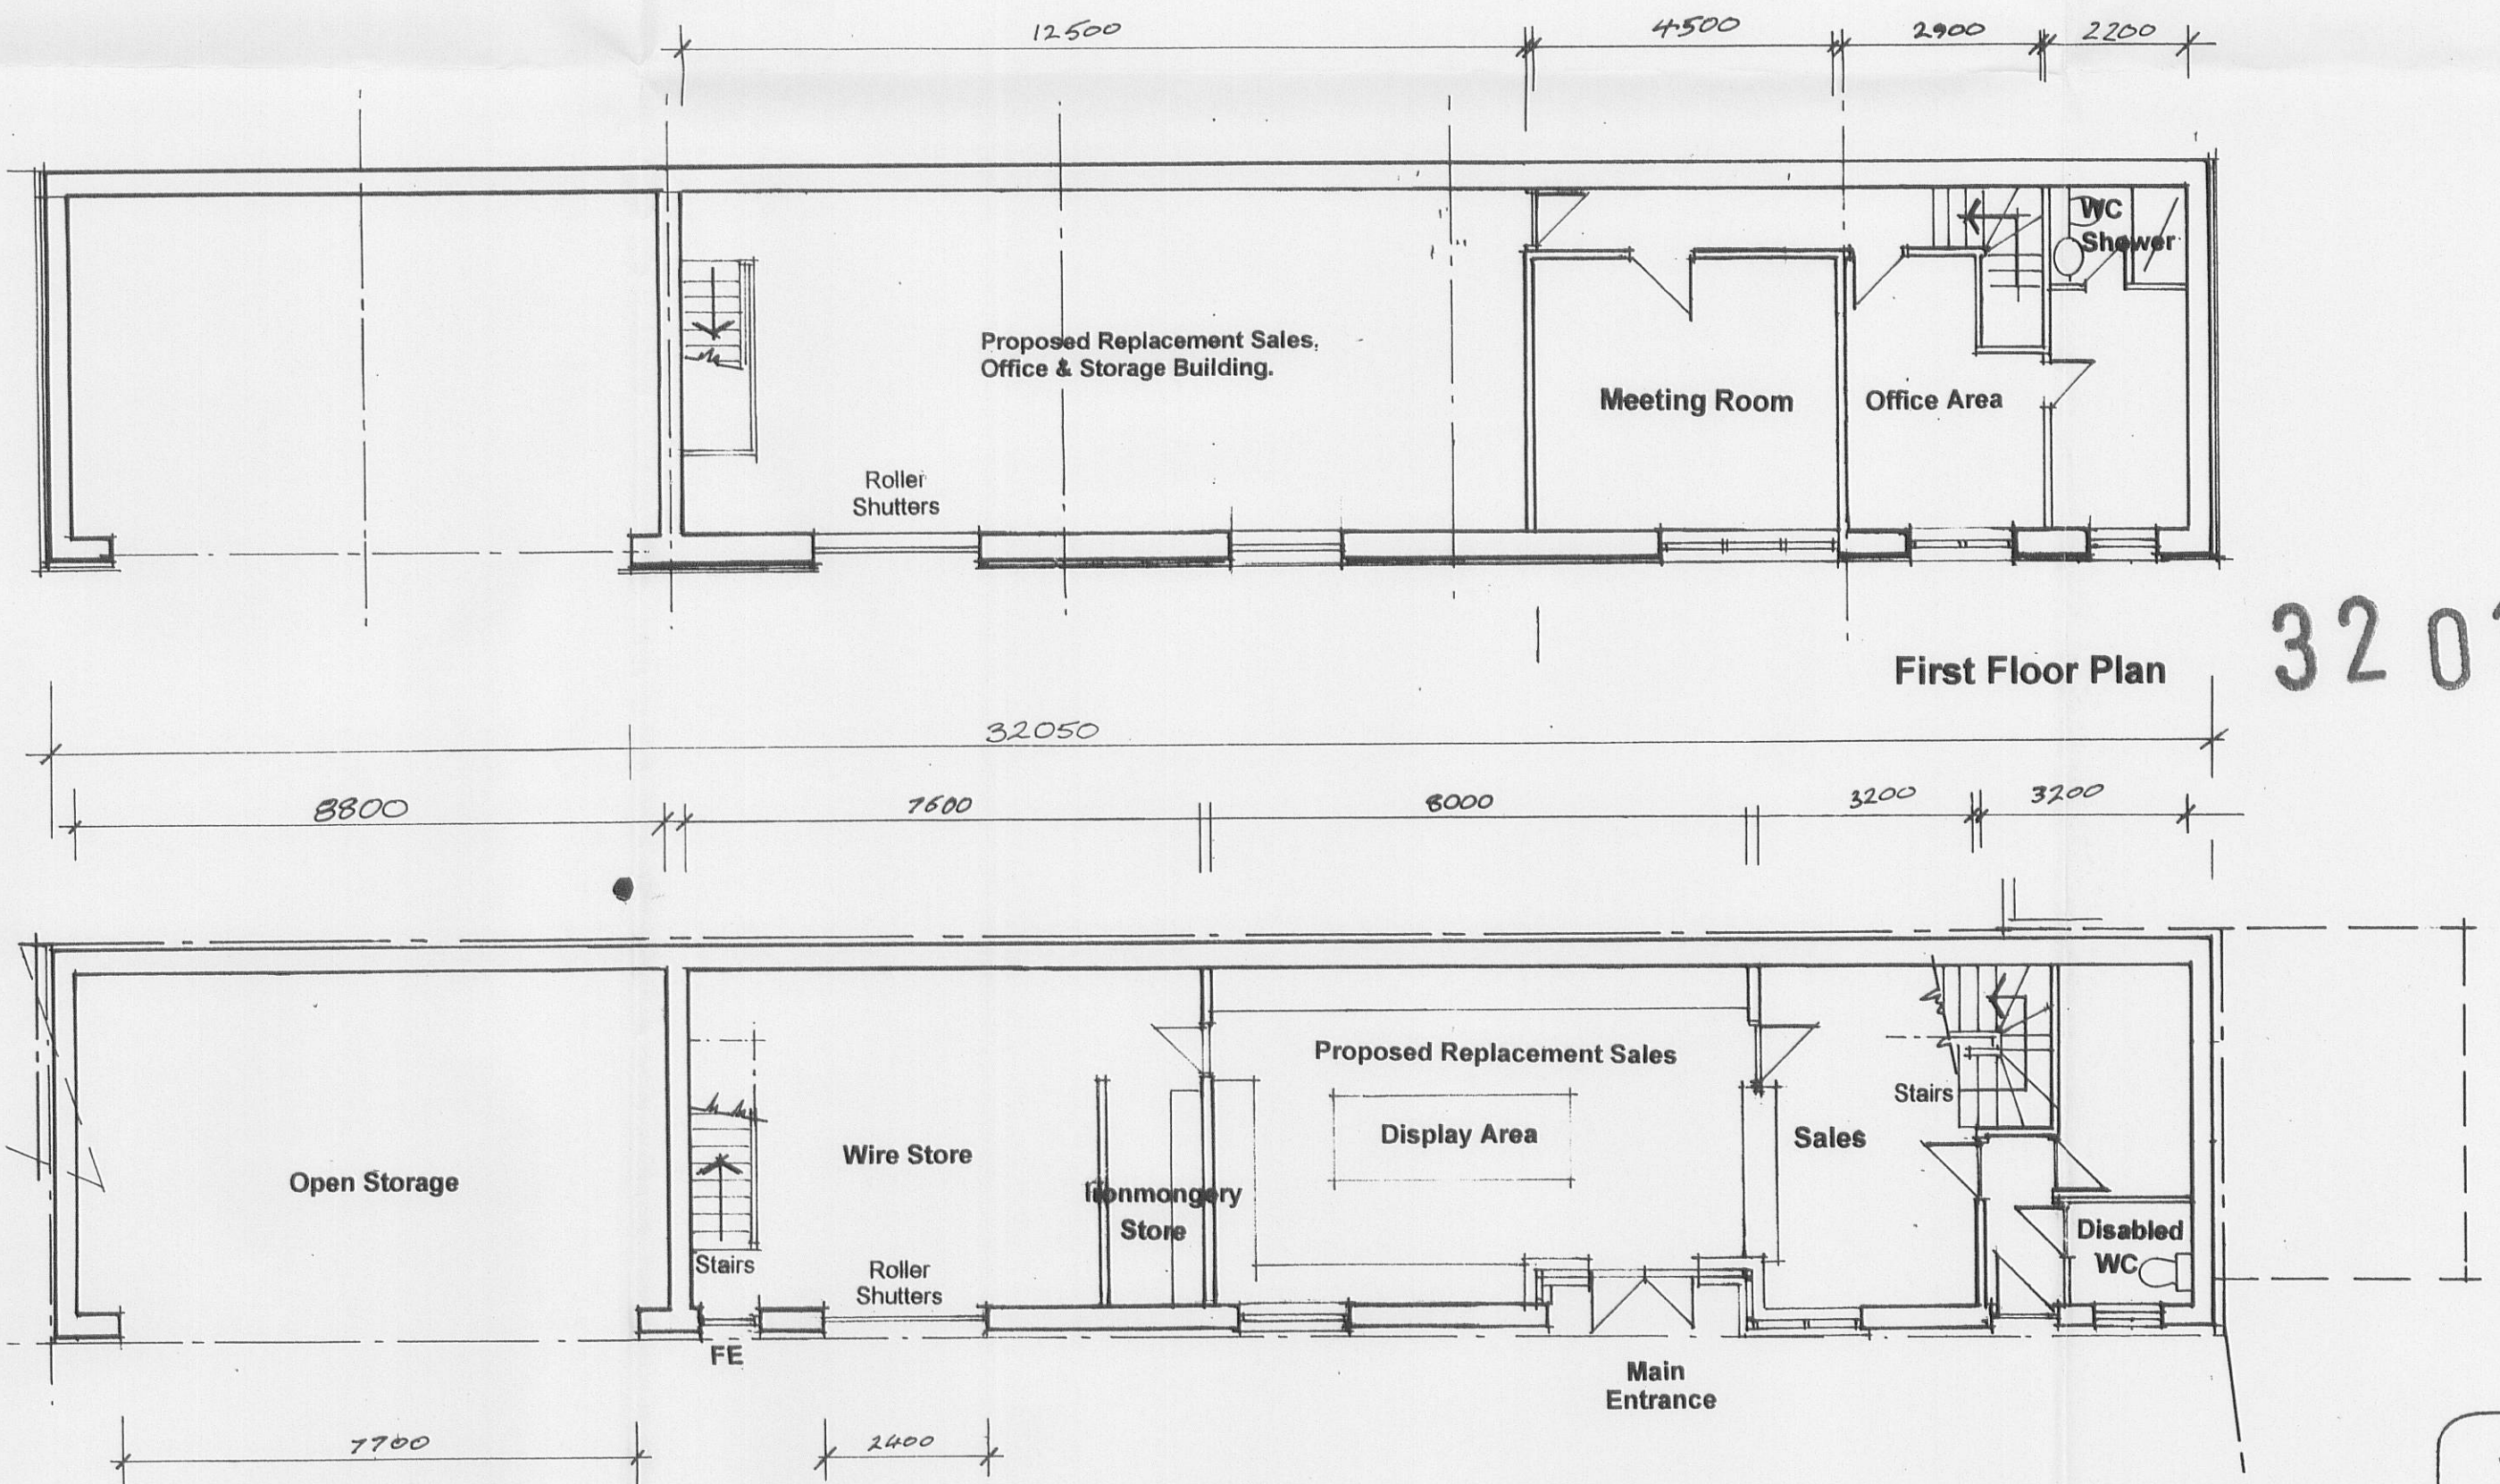 12500 4500 2900 2200
WC
Shower
Proposed Replacement Sales,
Office & Storage Building.
Meeting Room
Office Area
Roller
Shutters
First Floor Plan
320
32050
8800 7600 8000 3200 3200
Proposed Replacement Sales
Display Area
Stairs
Sales
Wire Store
Open Storage
Ironmongery
Store
Disabled
WC
Stairs
Roller
Shutters
FE
Main
Entrance
7700 2400